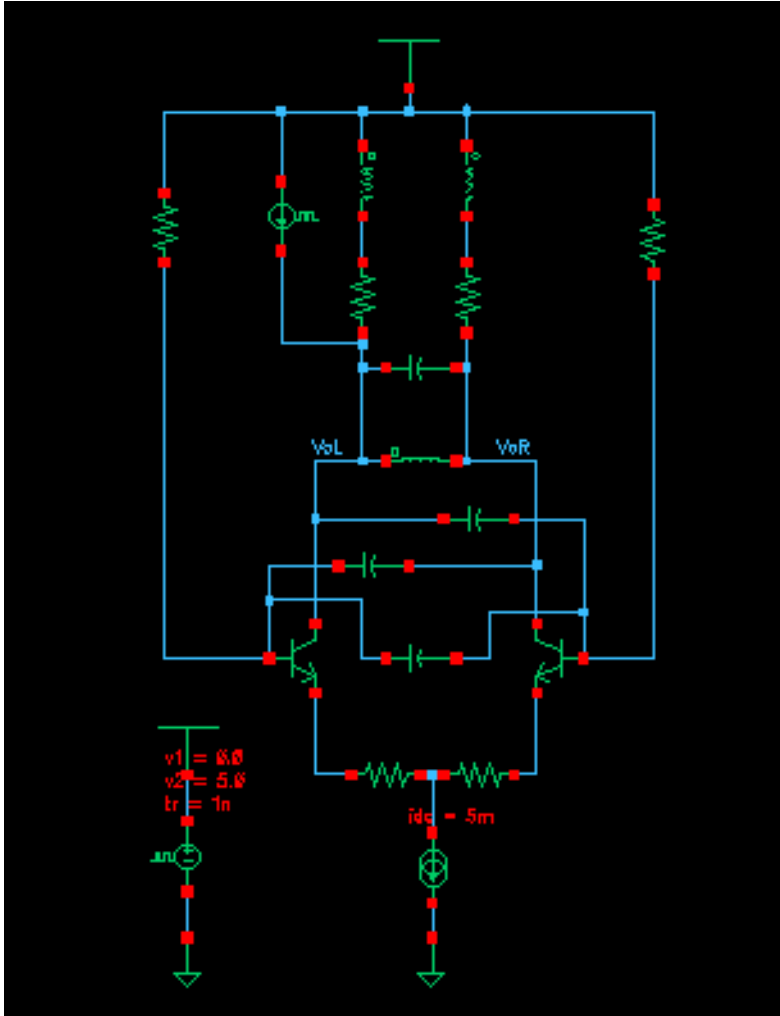 VoL
VoR
v1 = 0.0
v2 = 5.0
tr = 1n
idc = 5m